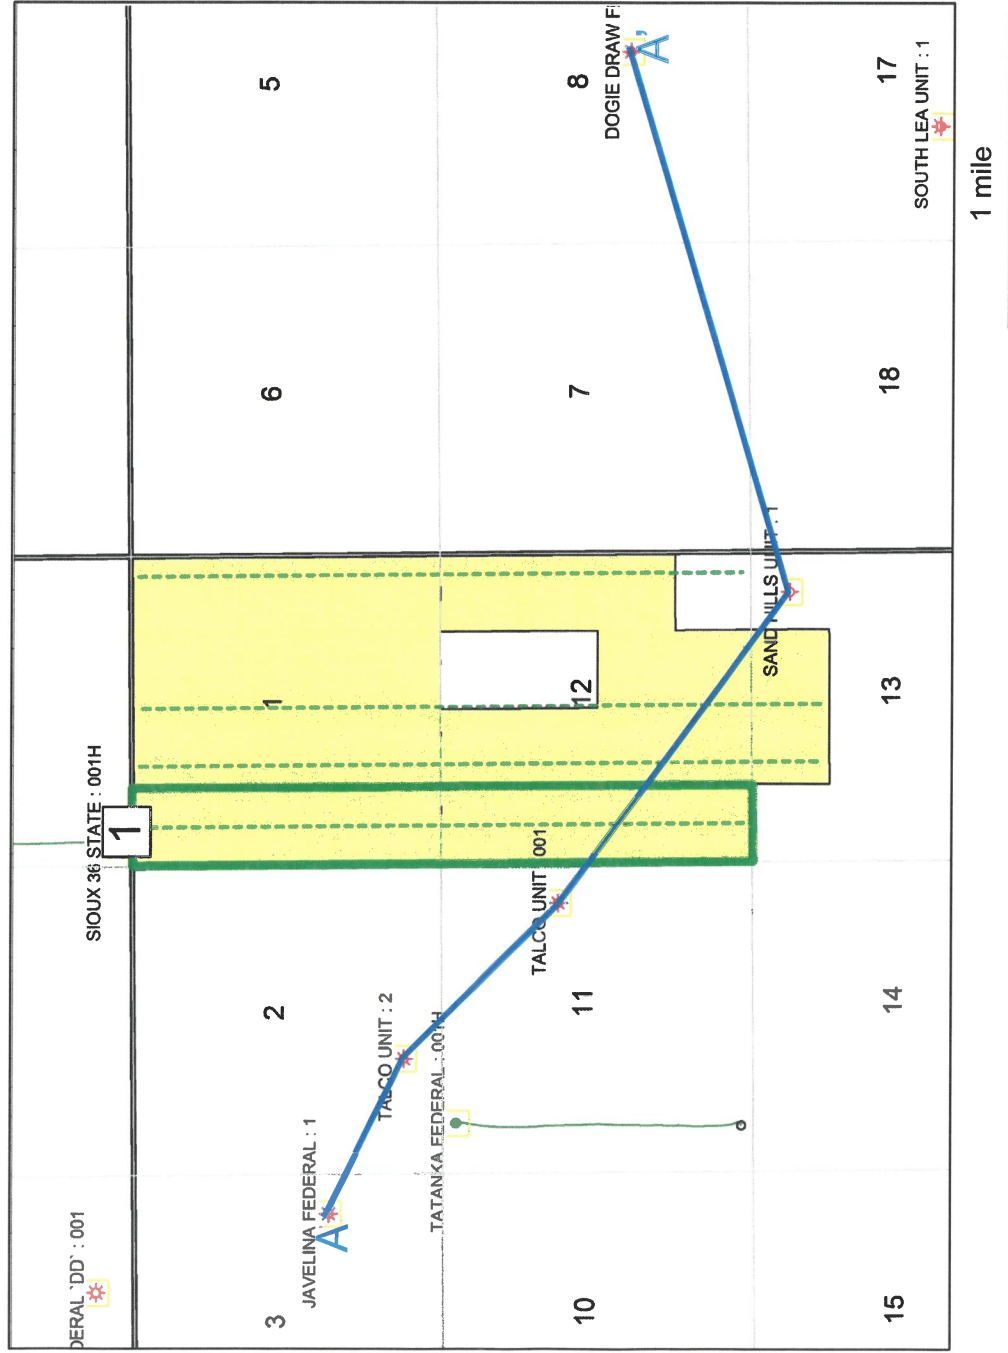 DERAL `DD` : 001
SIOUX 36 STATE : 001H
1
3
2
1
6
5
JAVELINA FEDERAL : 1
A
TALCO UNIT : 2
TATANKA FEDERAL : 001H
TALCO UNIT 001
10
11
12
7
8
DOGIE DRAW F
A'
SAND HILLS UNIT : 1
15
14
13
18
17
SOUTH LEA UNIT : 1
1 mile